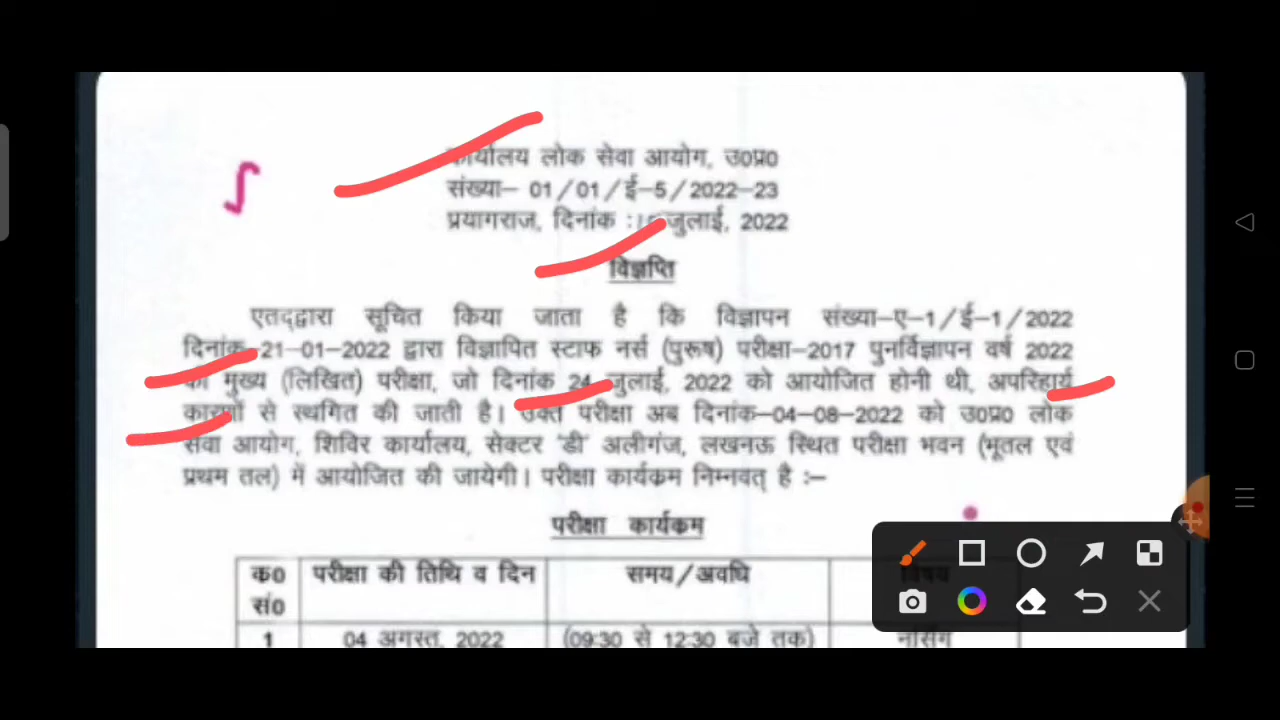 कार्यालय लोक सेवा आयोग, उ0प्र0
संख्या– 01/01/ई–5/2022–23
प्रयागराज, दिनांक : जुलाई, 2022
विज्ञप्ति
एतद्द्वारा सूचित किया जाता है कि विज्ञापन संख्या–ए–1/ई–1/2022
दिनांक–21–01–2022 द्वारा विज्ञापित स्टाफ नर्स (पुरूष) परीक्षा–2017 पुनर्विज्ञापन वर्ष 2022
की मुख्य (लिखित) परीक्षा, जो दिनांक 24 जुलाई, 2022 को आयोजित होनी थी, अपरिहार्य
कारणों से स्थगित की जाती है। उक्त परीक्षा अब दिनांक–04–08–2022 को उ0प्र0 लोक
सेवा आयोग, शिविर कार्यालय, सेक्टर 'डी' अलीगंज, लखनऊ स्थित परीक्षा भवन (भूतल एवं
प्रथम तल) में आयोजित की जायेगी। परीक्षा कार्यक्रम निम्नवत् है :–
परीक्षा कार्यक्रम
क0 सं0 परीक्षा की तिथि व दिन समय/अवधि विषय
1 04 अगस्त, 2022 (09:30 से 12:30 बजे तक) नर्सिंग